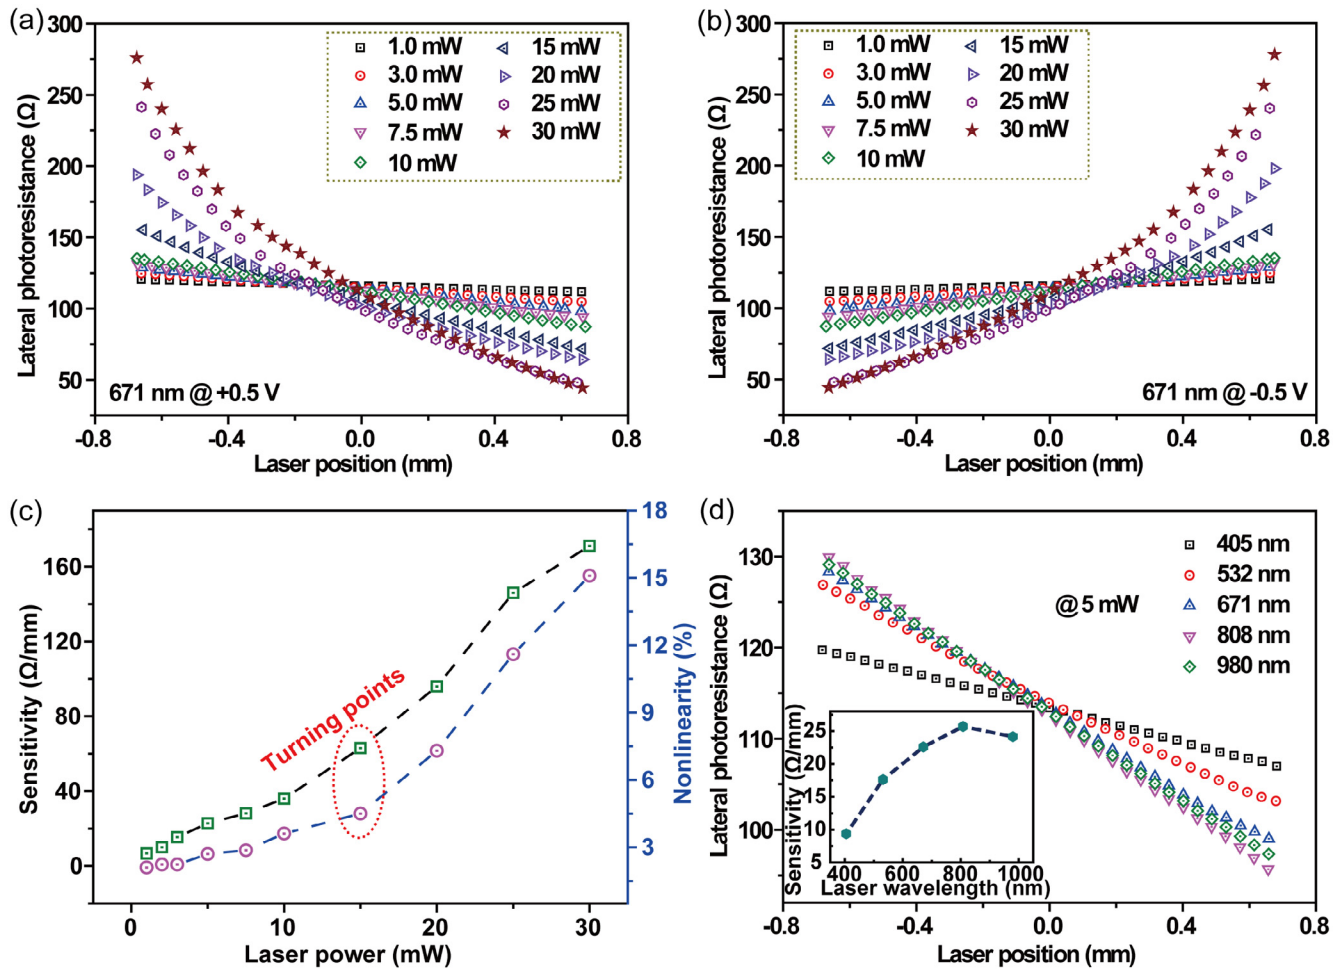 (a)
300
250
200
150
100
50
Lateral photoresistance (Ω)
1.0 mW
3.0 mW
5.0 mW
7.5 mW
10 mW
15 mW
20 mW
25 mW
30 mW
671 nm @ +0.5 V
-0.8
-0.4
0.0
0.4
0.8
Laser position (mm)
(b)
300
250
200
150
100
50
Lateral photoresistance (Ω)
1.0 mW
3.0 mW
5.0 mW
7.5 mW
10 mW
15 mW
20 mW
25 mW
30 mW
671 nm @ -0.5 V
-0.8
-0.4
0.0
0.4
0.8
Laser position (mm)
(c)
160
120
80
40
0
Sensitivity (Ω/mm)
Turning points
18
15
12
9
6
3
Nonlinearity (%)
0
10
20
30
Laser power (mW)
(d)
130
120
110
100
Lateral photoresistance (Ω)
405 nm
532 nm
671 nm
808 nm
980 nm
@ 5 mW
25
20
15
10
5
Sensitivity (Ω/mm)
400
600
800
1000
Laser wavelength (nm)
-0.8
-0.4
0.0
0.4
0.8
Laser position (mm)